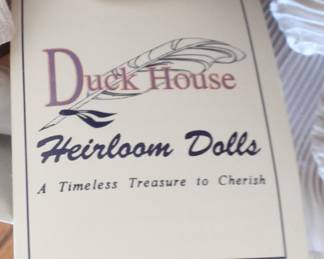 Duck House
Heirloom Dolls
A Timeless Treasure to Cherish